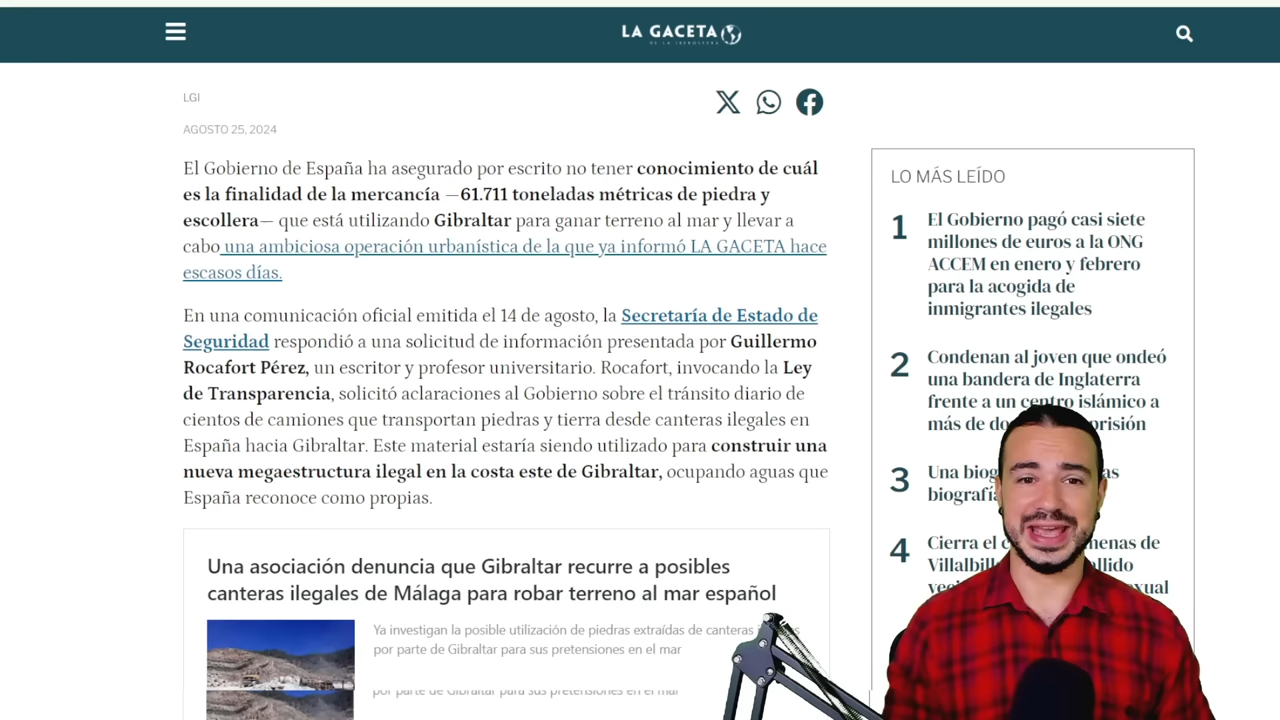 LA GACETA
DE LA IBEROSFERA
LGI
AGOSTO 25, 2024
El Gobierno de España ha asegurado por escrito no tener conocimiento de cuál
es la finalidad de la mercancía —61.711 toneladas métricas de piedra y
escollera— que está utilizando Gibraltar para ganar terreno al mar y llevar a
cabo una ambiciosa operación urbanística de la que ya informó LA GACETA hace
escasos días.
En una comunicación oficial emitida el 14 de agosto, la Secretaría de Estado de
Seguridad respondió a una solicitud de información presentada por Guillermo
Rocafort Pérez, un escritor y profesor universitario. Rocafort, invocando la Ley
de Transparencia, solicitó aclaraciones al Gobierno sobre el tránsito diario de
cientos de camiones que transportan piedras y tierra desde canteras ilegales en
España hacia Gibraltar. Este material estaría siendo utilizado para construir una
nueva megaestructura ilegal en la costa este de Gibraltar, ocupando aguas que
España reconoce como propias.
Una asociación denuncia que Gibraltar recurre a posibles
canteras ilegales de Málaga para robar terreno al mar español
Ya investigan la posible utilización de piedras extraídas de canteras
por parte de Gibraltar para sus pretensiones en el mar
por parte de Gibraltar para sus pretensiones en el mar
LO MÁS LEÍDO
1 El Gobierno pagó casi siete
millones de euros a la ONG
ACCEM en enero y febrero
para la acogida de
inmigrantes ilegales
2 Condenan al joven que ondeó
una bandera de Inglaterra
frente a un centro islámico a
más de
3 Una
4 Cierra el
de